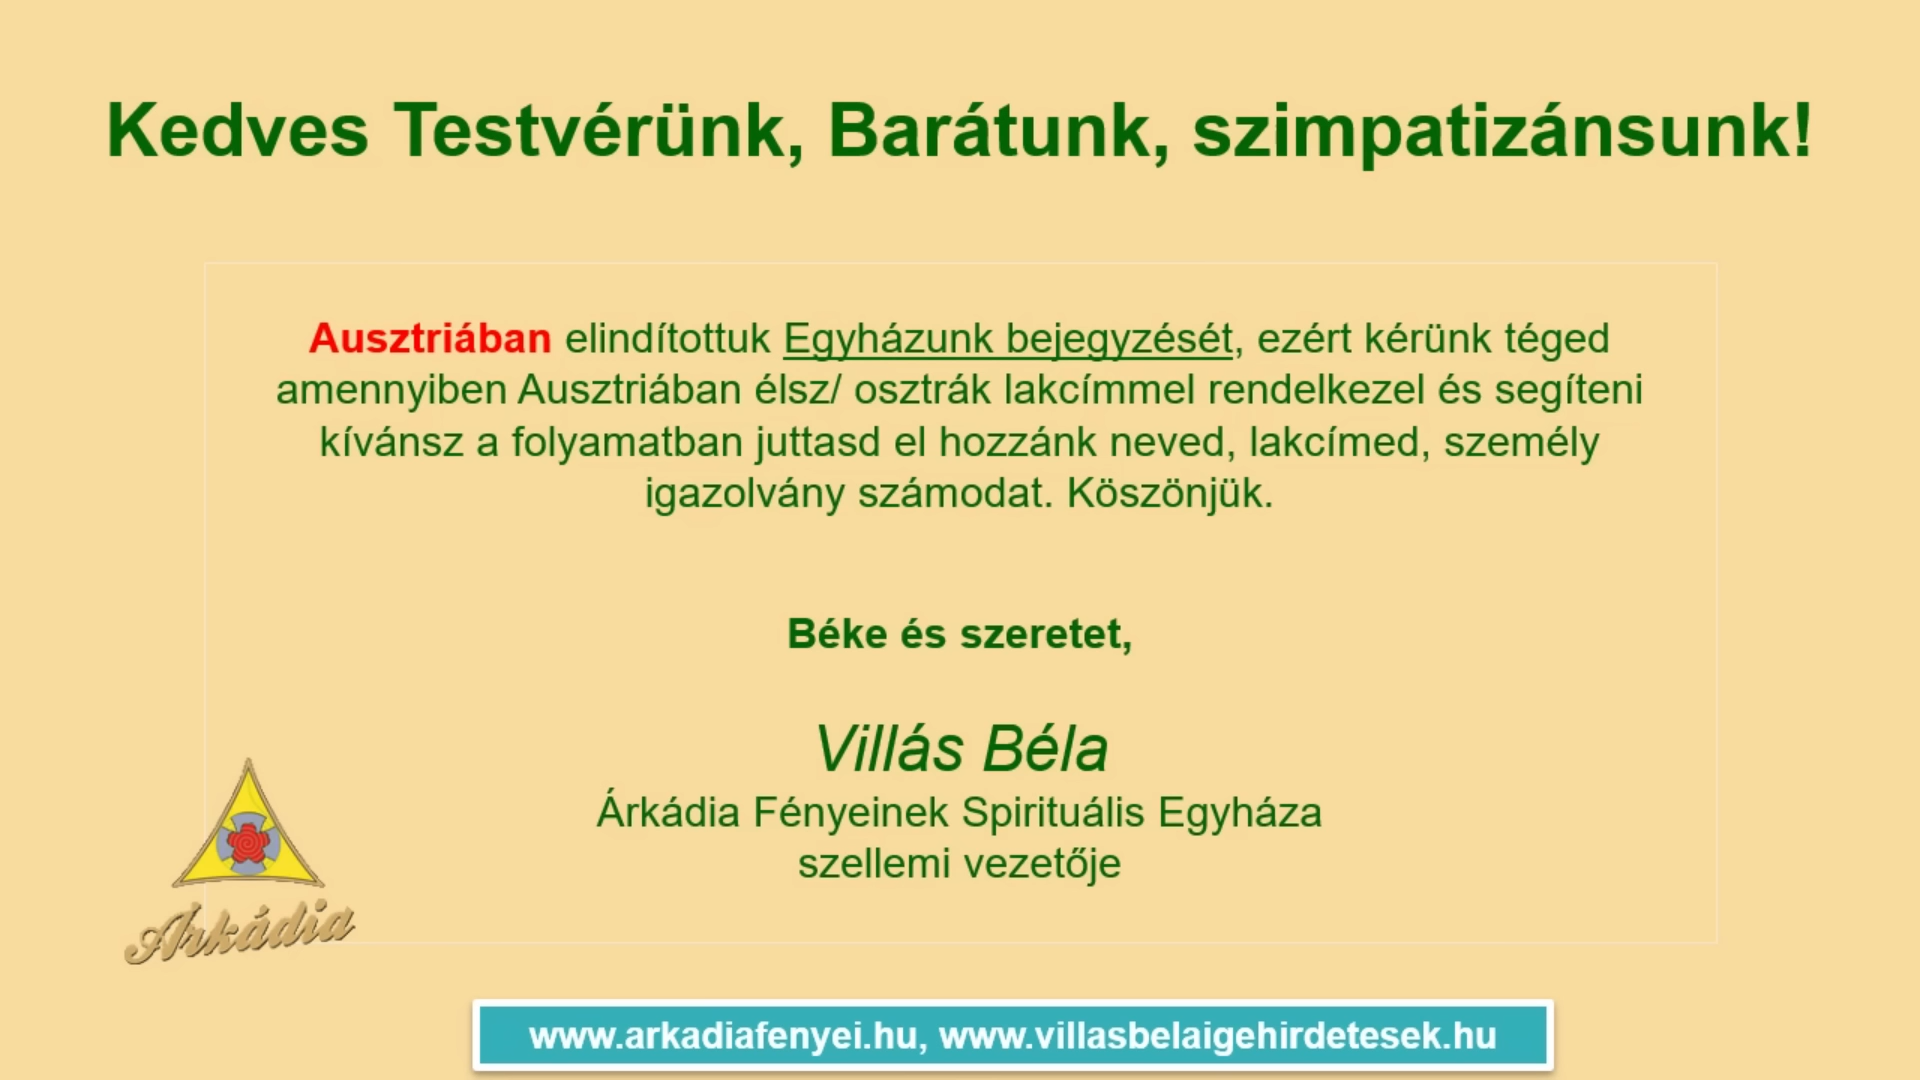 Kedves Testvérünk, Barátunk, szimpatizánsunk!
Ausztriában elindítottuk Egyházunk bejegyzését, ezért kérünk téged
amennyiben Ausztriában élsz/ osztrák lakcímmel rendelkezel és segíteni
kívánsz a folyamatban juttasd el hozzánk neved, lakcímed, személy
igazolvány számodat. Köszönjük.
Béke és szeretet,
Villás Béla
Árkádia Fényeinek Spirituális Egyháza
szellemi vezetője
Árkádia
www.arkadiafenyei.hu, www.villasbelaigehirdetesek.hu